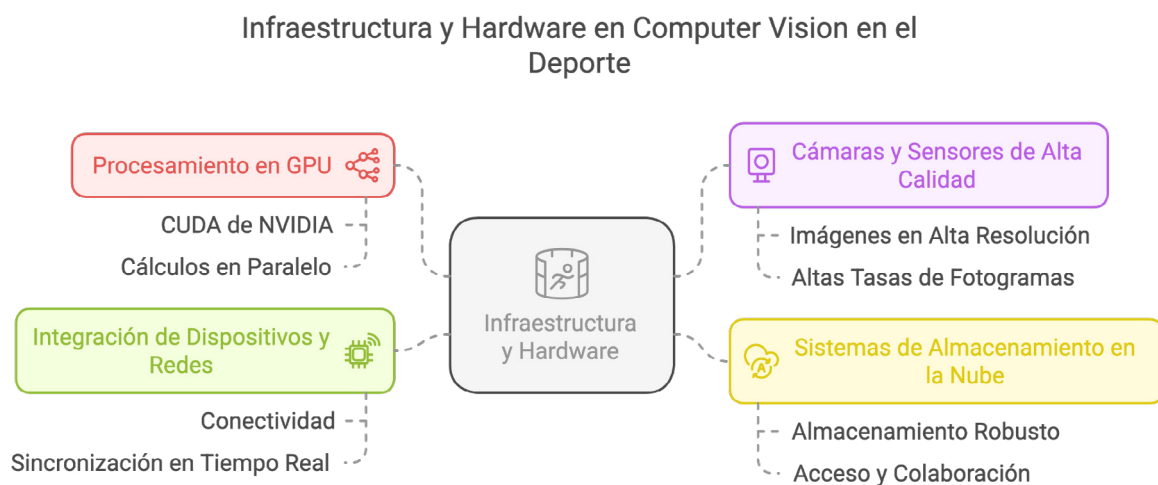 Infraestructura y Hardware en Computer Vision en el
Deporte
Procesamiento en GPU
CUDA de NVIDIA
Cálculos en Paralelo
Integración de Dispositivos y
Redes
Conectividad
Sincronización en Tiempo Real
Infraestructura
y Hardware
Cámaras y Sensores de Alta
Calidad
Imágenes en Alta Resolución
Altas Tasas de Fotogramas
Sistemas de Almacenamiento en
la Nube
A
Almacenamiento Robusto
Acceso y Colaboración